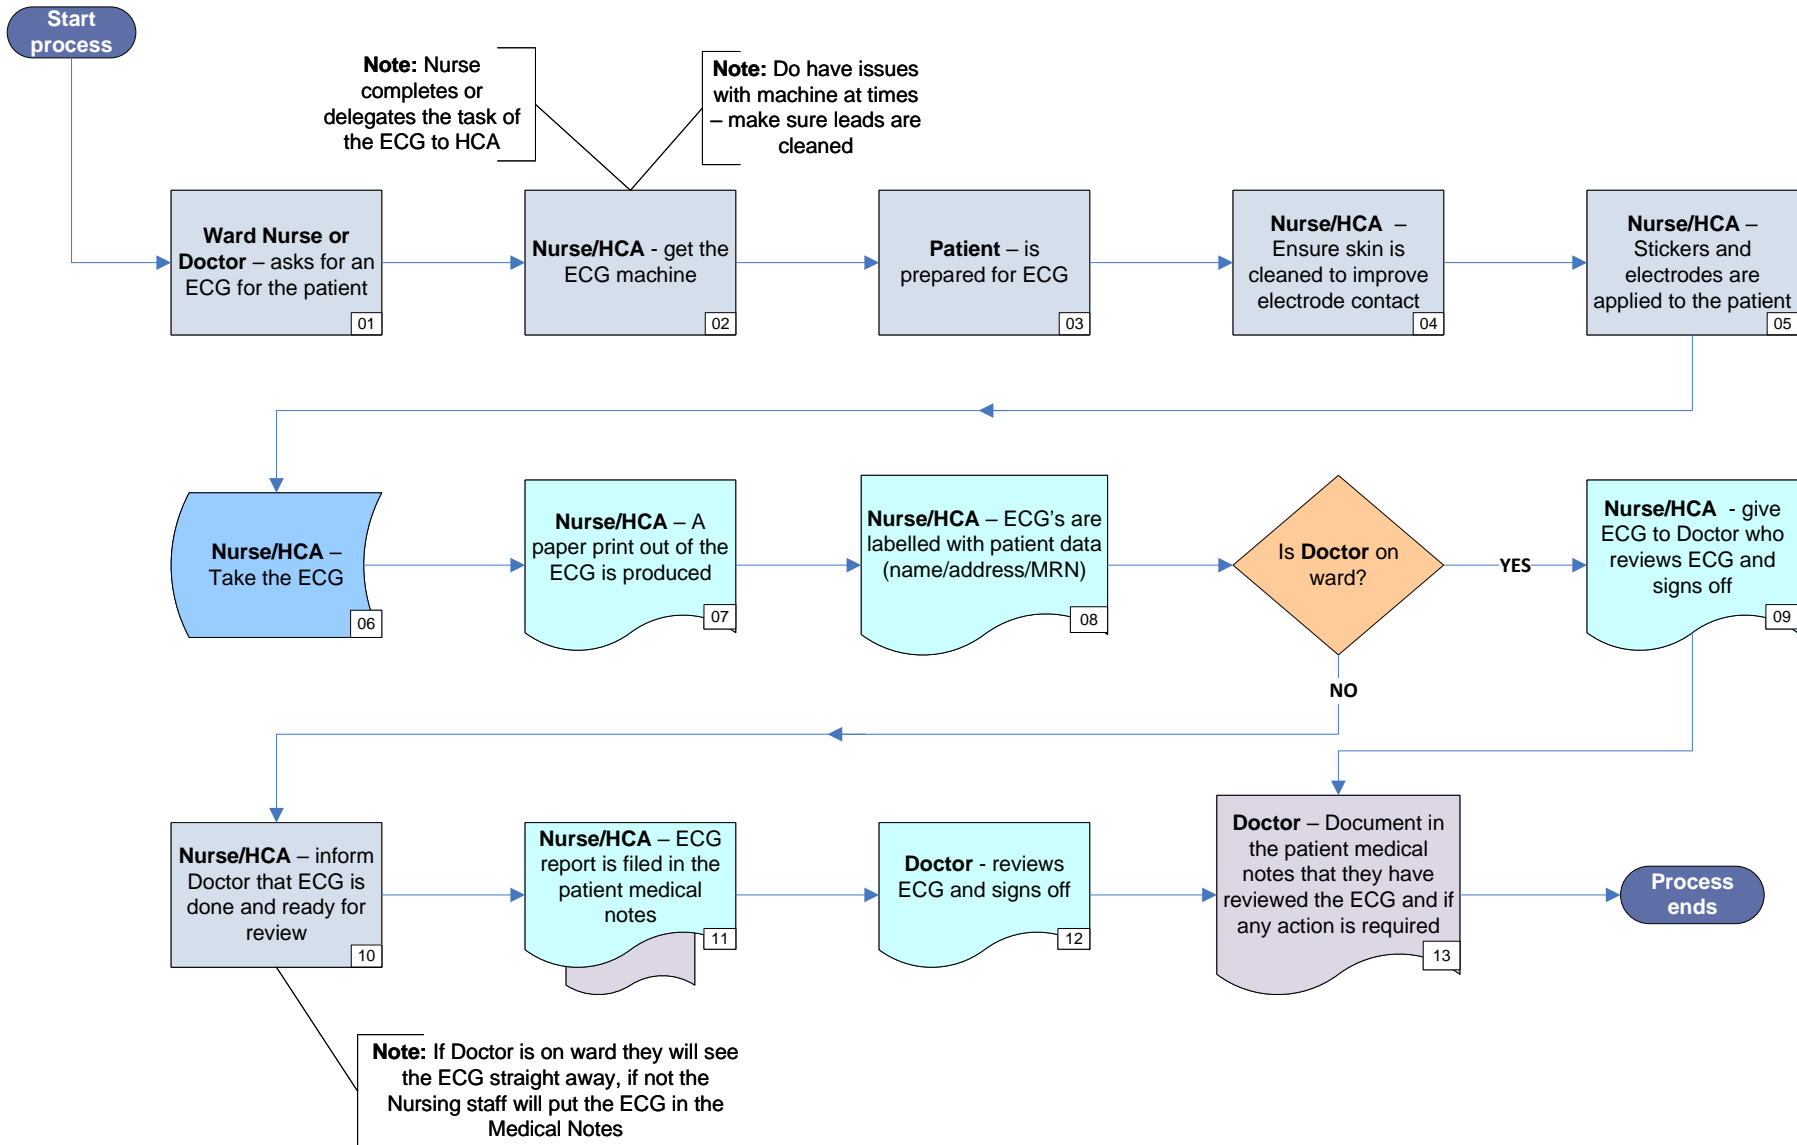 Start
process
Note: Nurse
completes or
delegates the task of
the ECG to HCA
Note: Do have issues
with machine at times
– make sure leads are
cleaned
Ward Nurse or
Doctor – asks for an
ECG for the patient
01
Nurse/HCA - get the
ECG machine
02
Patient – is
prepared for ECG
03
Nurse/HCA –
Ensure skin is
cleaned to improve
electrode contact
04
Nurse/HCA –
Stickers and
electrodes are
applied to the patient
05
Nurse/HCA –
Take the ECG
06
Nurse/HCA – A
paper print out of the
ECG is produced
07
Nurse/HCA – ECG's are
labelled with patient data
(name/address/MRN)
08
Is Doctor on
ward?
YES
NO
Nurse/HCA - give
ECG to Doctor who
reviews ECG and
signs off
09
Nurse/HCA – inform
Doctor that ECG is
done and ready for
review
10
Nurse/HCA – ECG
report is filed in the
patient medical
notes
11
Doctor - reviews
ECG and signs off
12
Doctor – Document in
the patient medical
notes that they have
reviewed the ECG and if
any action is required
13
Process
ends
Note: If Doctor is on ward they will see
the ECG straight away, if not the
Nursing staff will put the ECG in the
Medical Notes